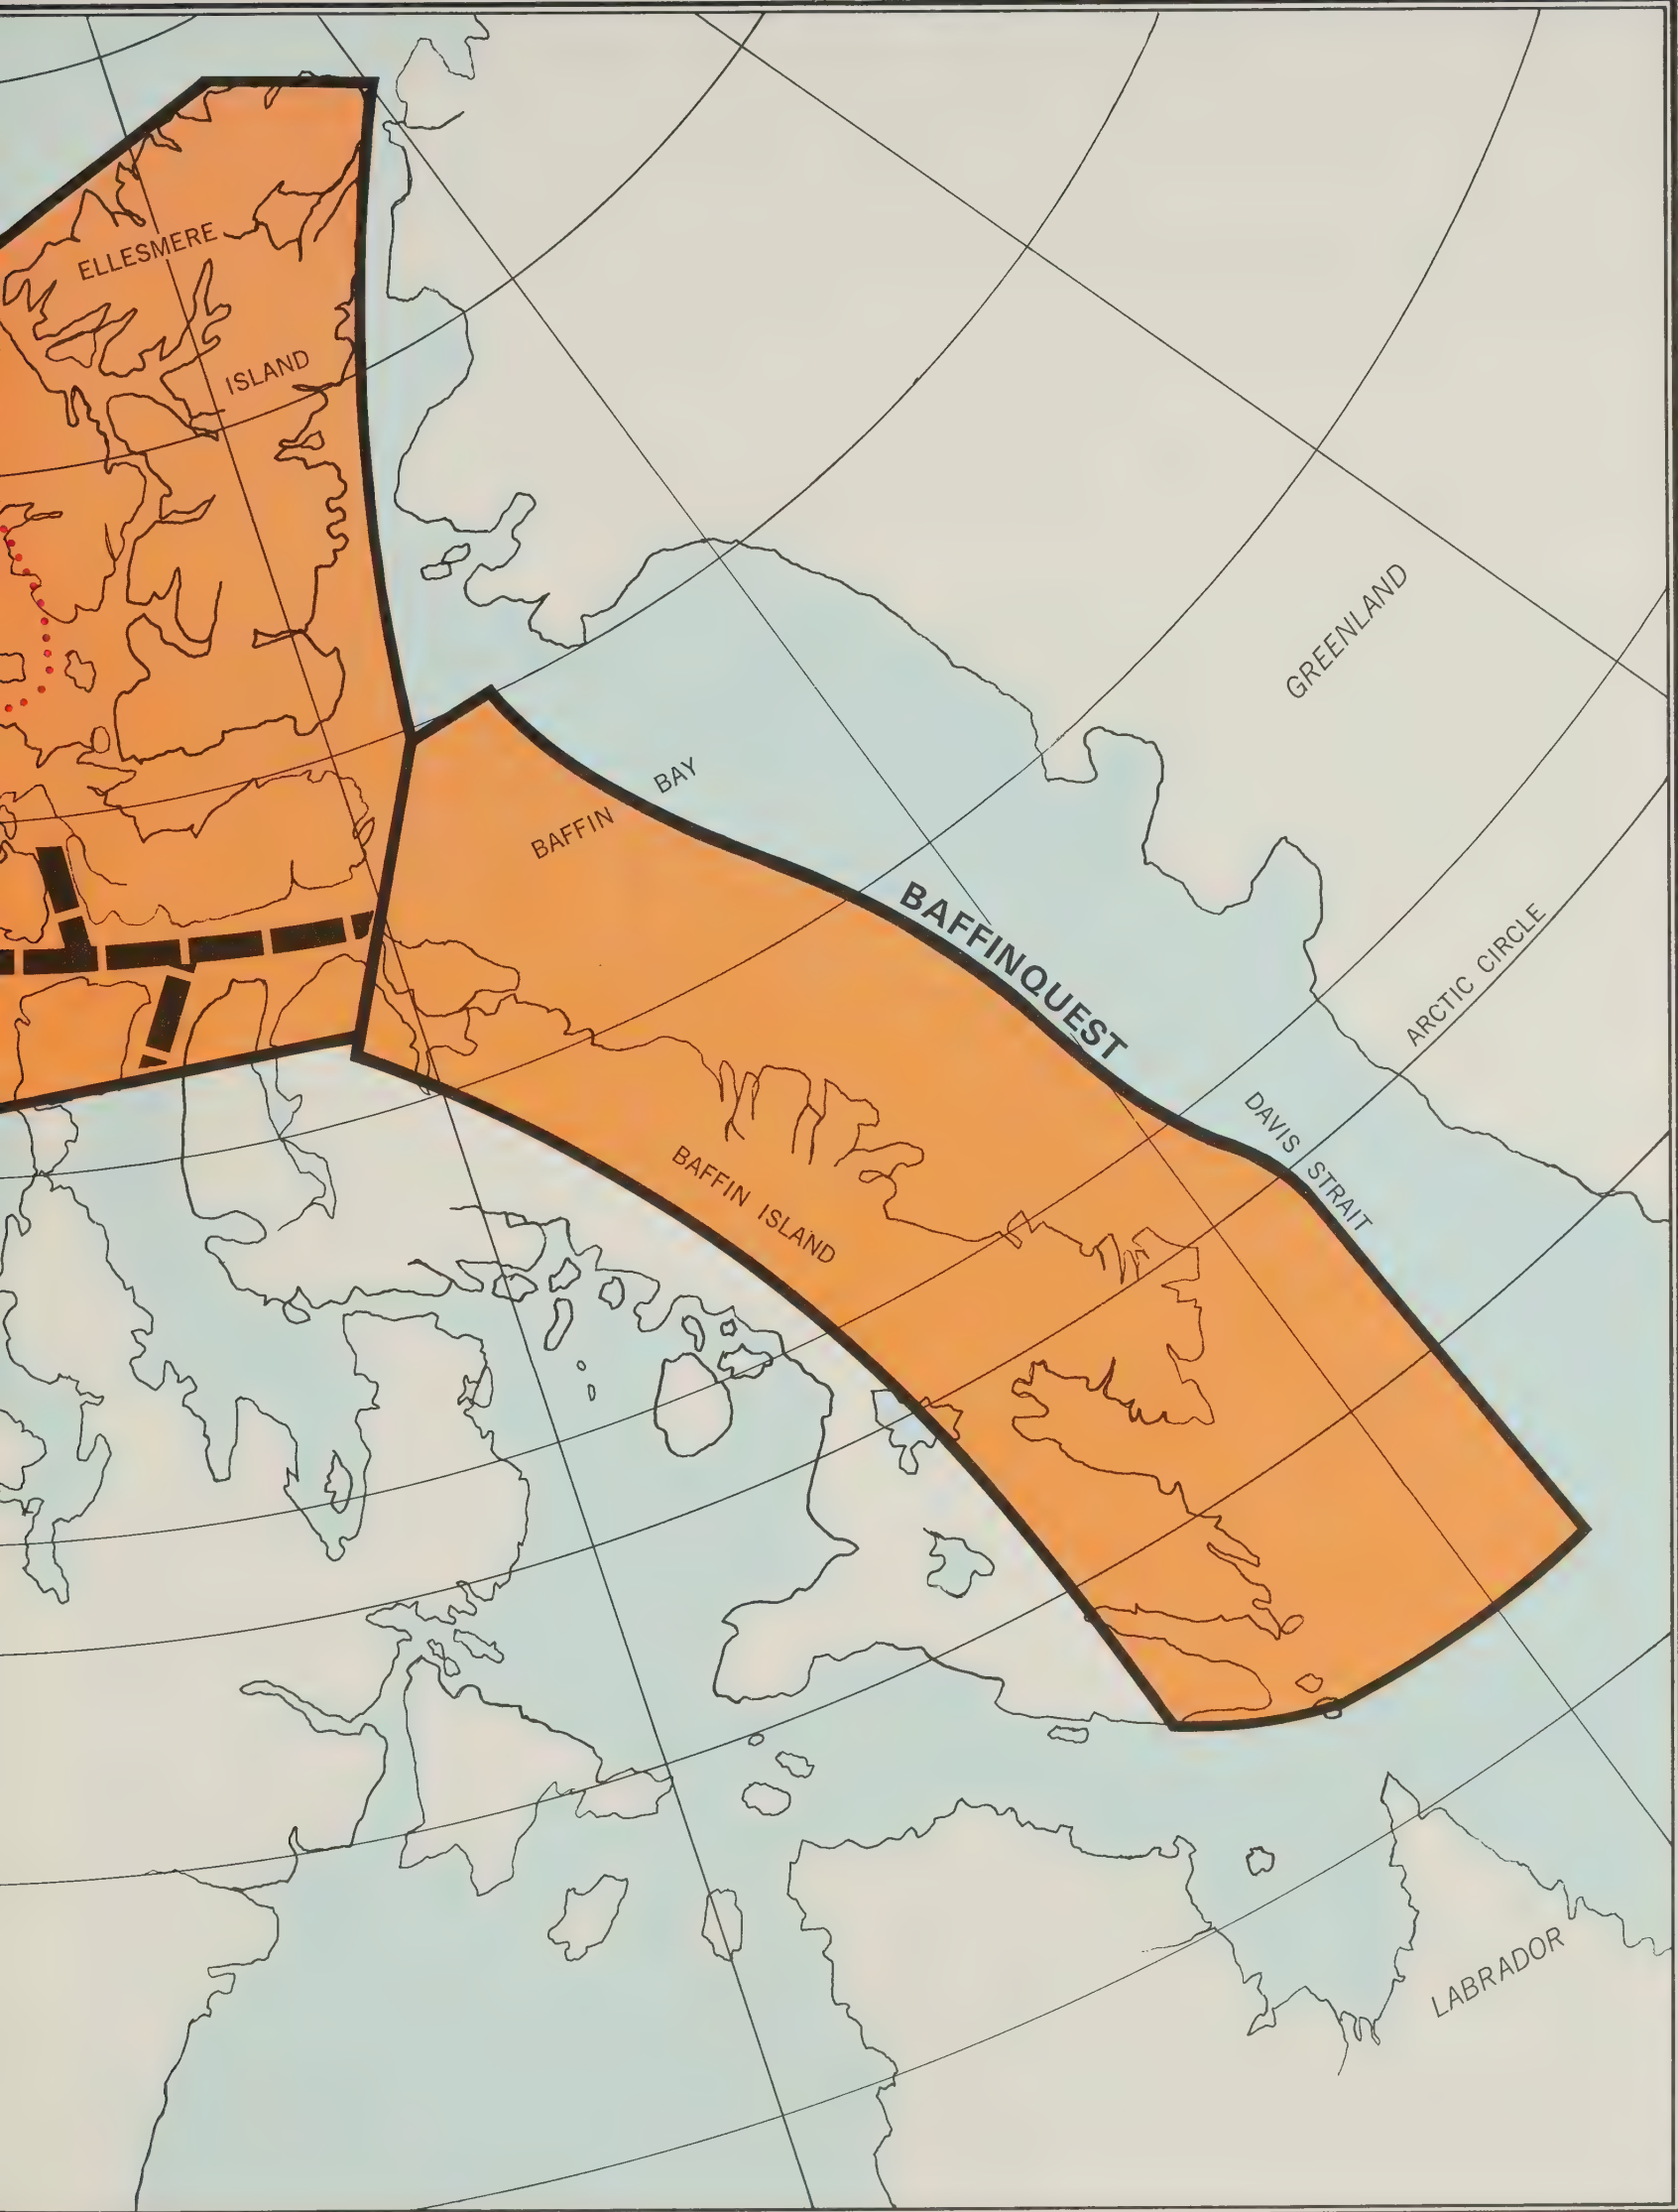 ELLESMERE
ISLAND
GREENLAND
BAFFIN BAY
BAFFINQUEST
ARCTIC CIRCLE
DAVIS STRAIT
BAFFIN ISLAND
LABRADOR